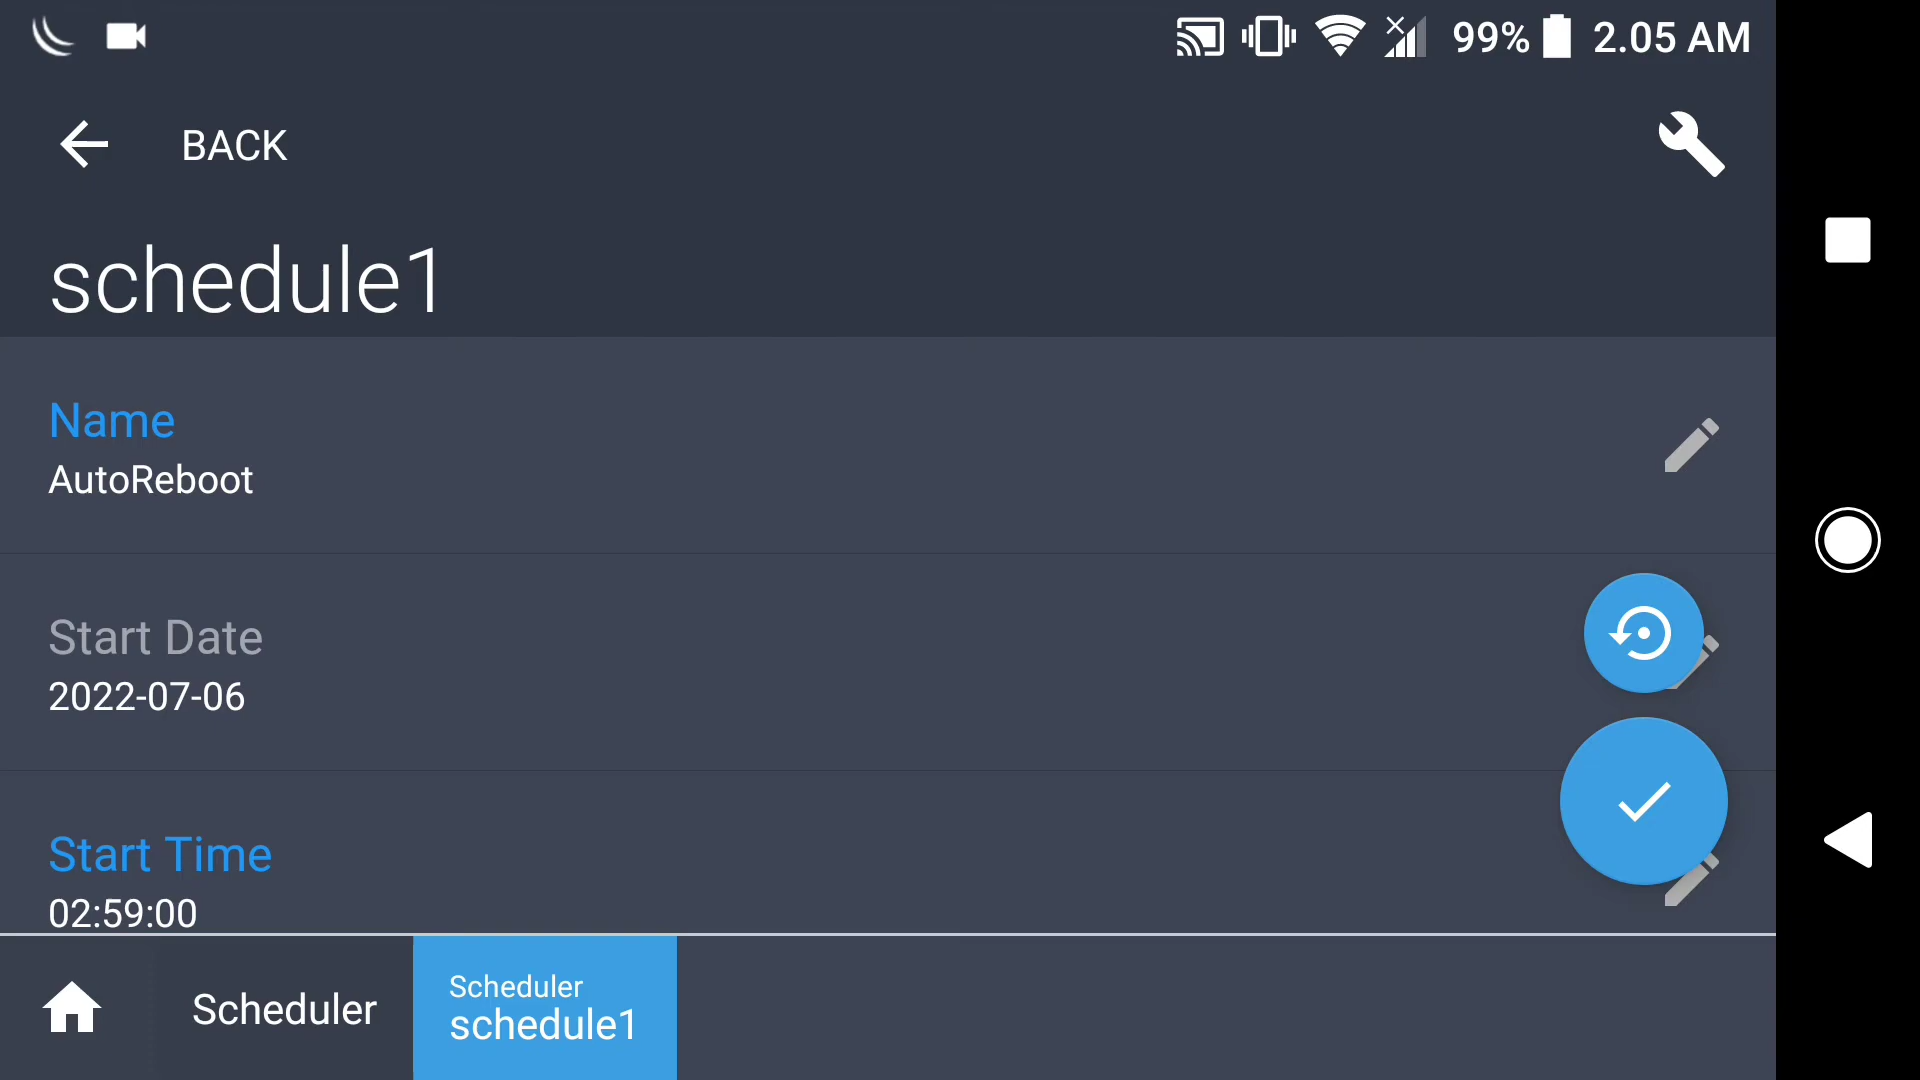 99% 2.05 AM
BACK
schedule1
Name
AutoReboot
Start Date
2022-07-06
Start Time
02:59:00
Scheduler
Scheduler
schedule1